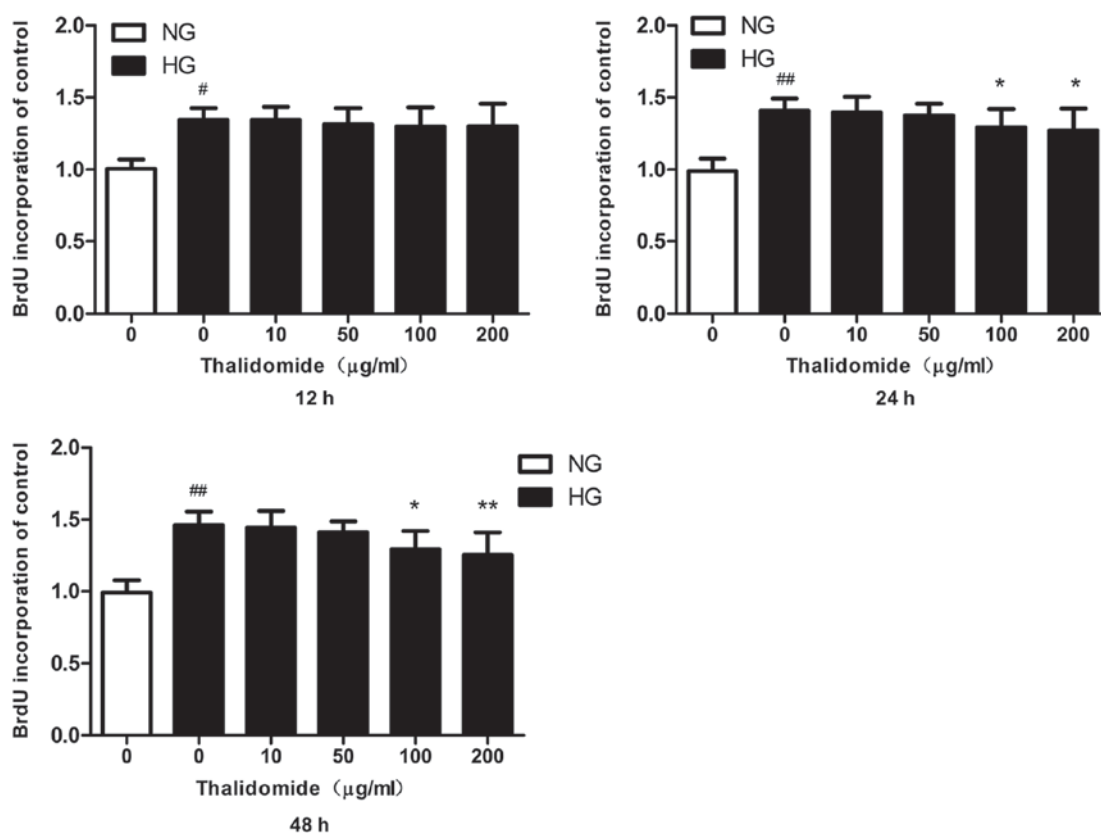 BrdU incorporation of control
2.0
1.5
1.0
0.5
0.0
NG
HG
#
0 0 10 50 100 200
Thalidomide（μg/ml）
12 h
BrdU incorporation of control
2.0
1.5
1.0
0.5
0.0
NG
HG
## * *
0 0 10 50 100 200
Thalidomide（μg/ml）
24 h
BrdU incorporation of control
2.0
1.5
1.0
0.5
0.0
NG
HG
## * **
0 0 10 50 100 200
Thalidomide（μg/ml）
48 h